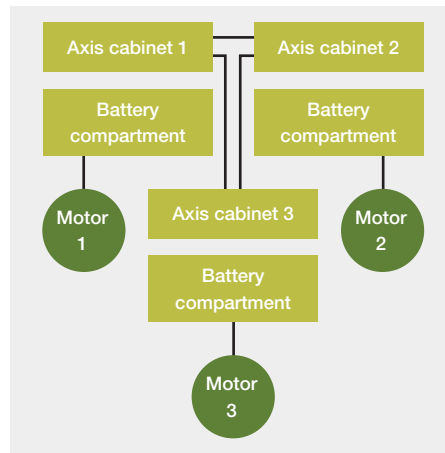 Axis cabinet 1
Axis cabinet 2
Battery
compartment
Battery
compartment
Motor
1
Axis cabinet 3
Motor
2
Battery
compartment
Motor
3